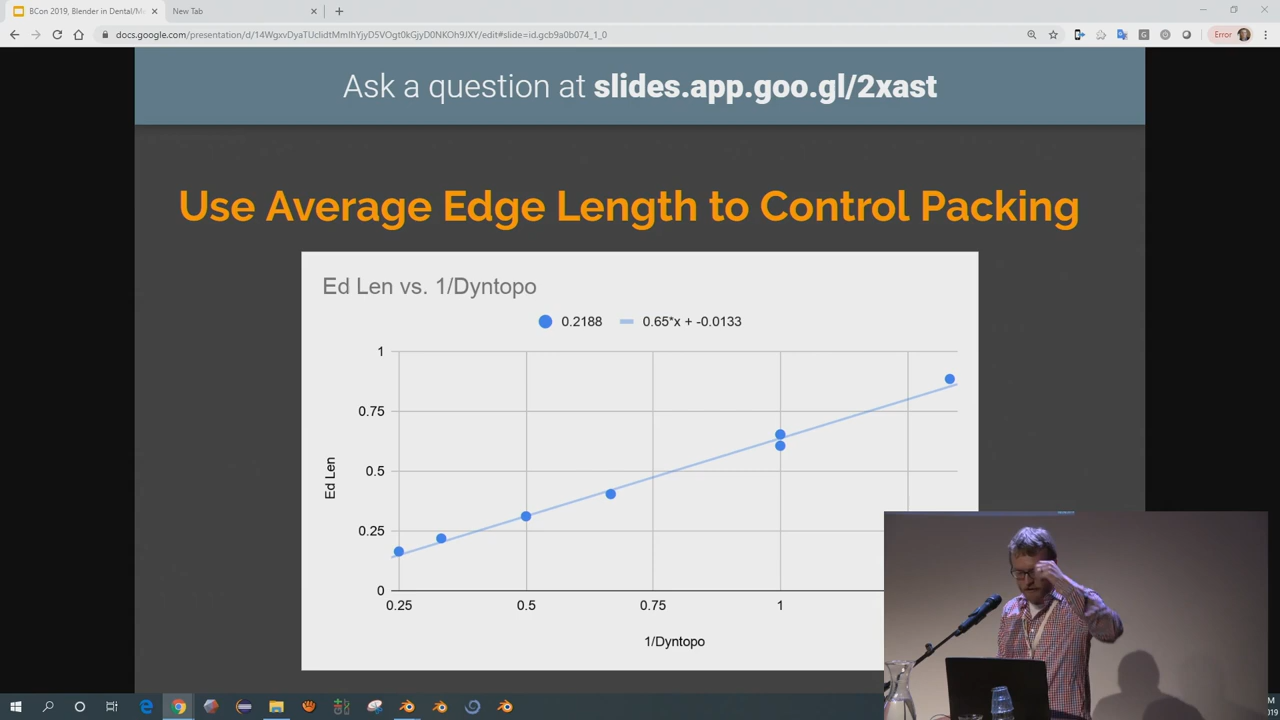 BCon 2019, Blender in Dental/M
New Tab
docs.google.com/presentation/d/14WgxvDyaTUclidtMmIhYjyD5VOgt0kGjyD0NKOh9JXY/edit#slide=id.gcb9a0b074_1_0
Error
Ask a question at slides.app.goo.gl/2xast
Use Average Edge Length to Control Packing
Ed Len vs. 1/Dyntopo
0.2188
0.65*x + -0.0133
1
0.75
0.5
0.25
0
Ed Len
0.25
0.5
0.75
1
1/Dyntopo